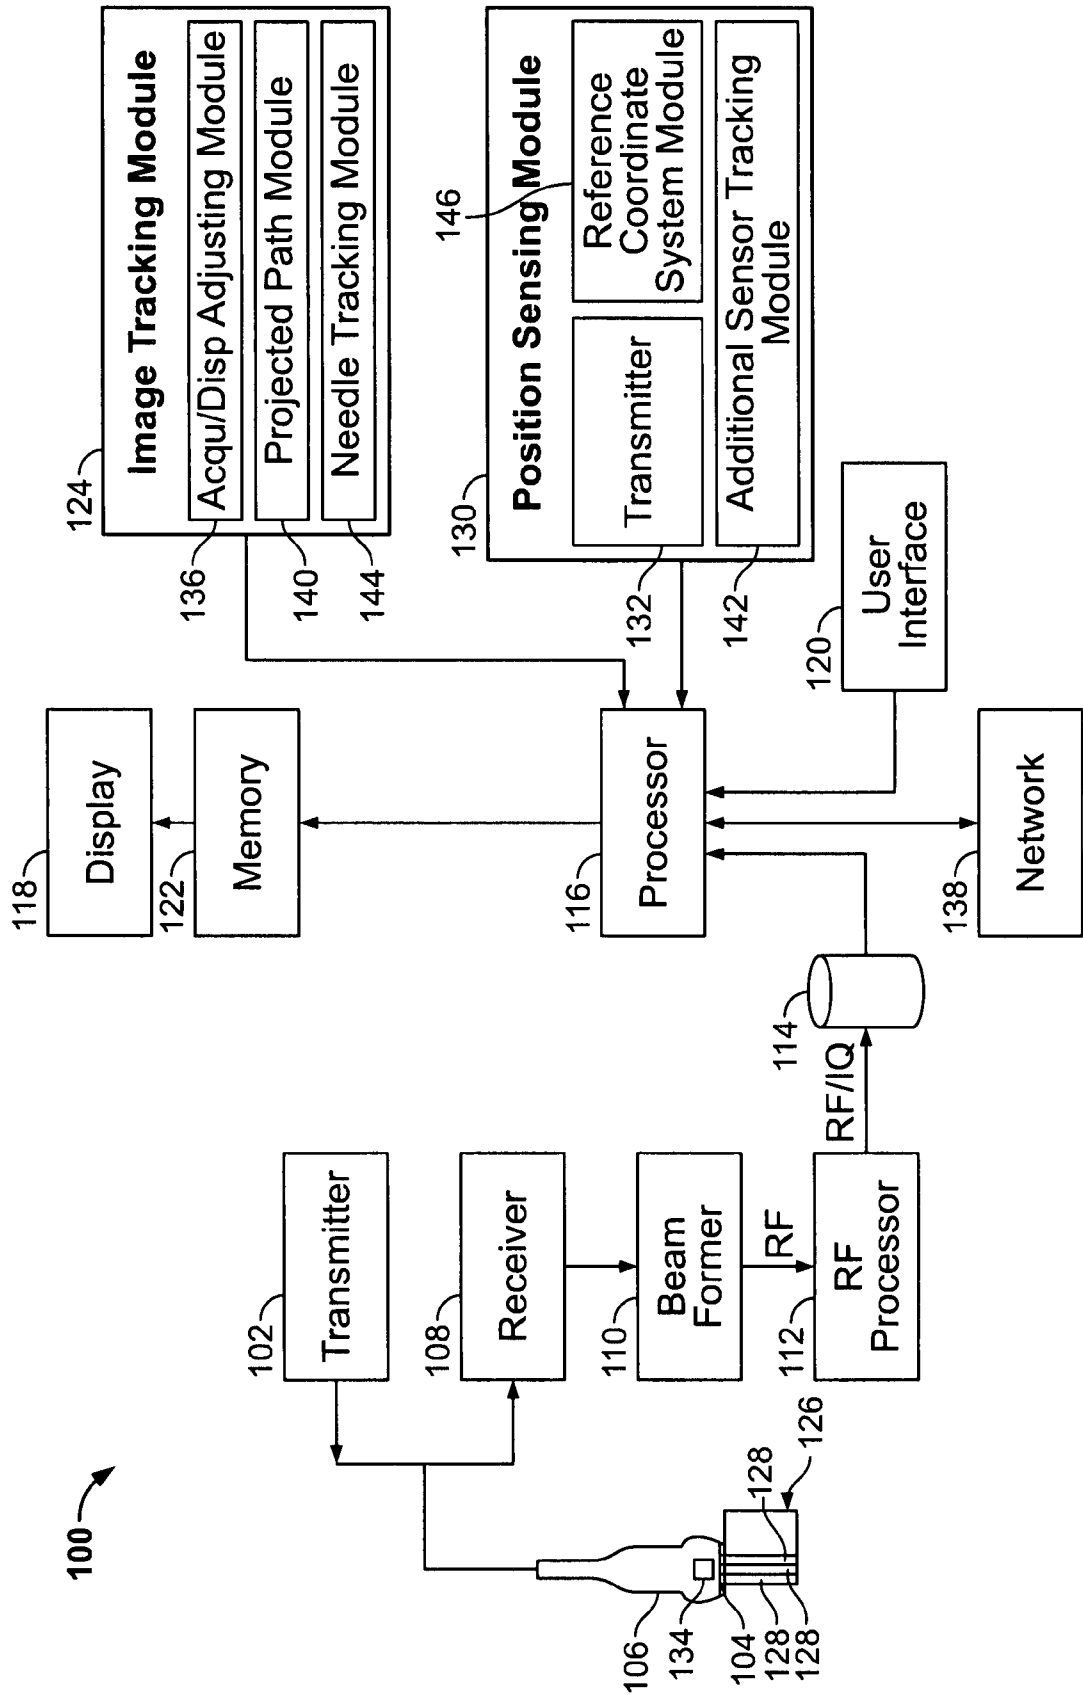 100
102
Transmitter
108
Receiver
110
Beam
Former
RF
112
RF
Processor
RF/IQ
114
106
134
104
128
128
128
126
118
Display
122
Memory
116
Processor
138
Network
120
User
Interface
124
Image Tracking Module
136
Acqu/Disp Adjusting Module
140
Projected Path Module
144
Needle Tracking Module
130
Position Sensing Module
132
Transmitter
146
Reference
Coordinate
System Module
142
Additional Sensor Tracking
Module